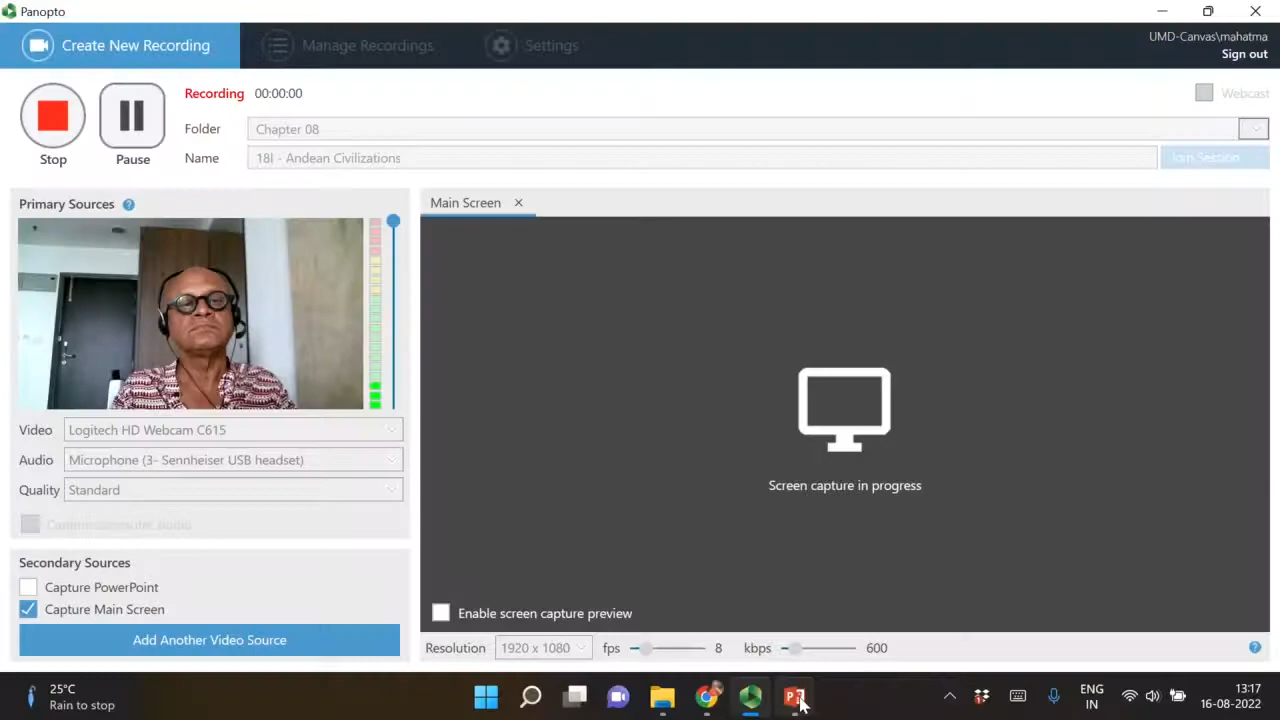 Panopto
Create New Recording
Manage Recordings
Settings
UMD-Canvas\mahatma
Sign out
Recording 00:00:00
Webcast
Folder Chapter 08
Stop Pause
Name 18I - Andean Civilizations
Join Session
Primary Sources ?
Main Screen ×
Video Logitech HD Webcam C615
Audio Microphone (3- Sennheiser USB headset)
Quality Standard
Capture computer audio
Screen capture in progress
Secondary Sources
Capture PowerPoint
Capture Main Screen
Enable screen capture preview
Add Another Video Source
Resolution 1920 x 1080 fps 8 kbps 600 ?
25°C
Rain to stop
ENG
IN
13:17
16-08-2022